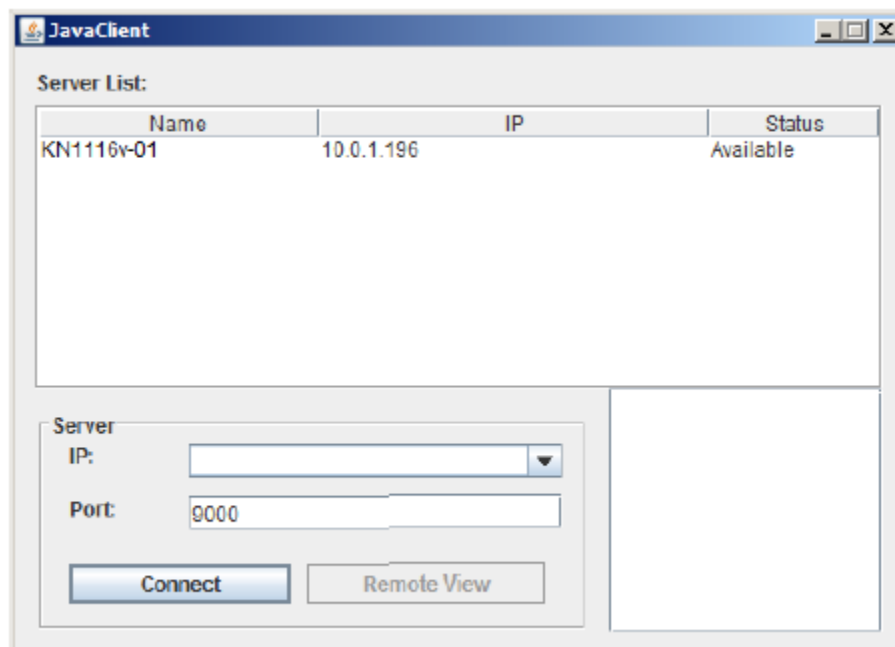 JavaClient
Server List:
Name IP Status
KN1116v-01 10.0.1.196 Available
Server
IP:
Port: 9000
Connect Remote View